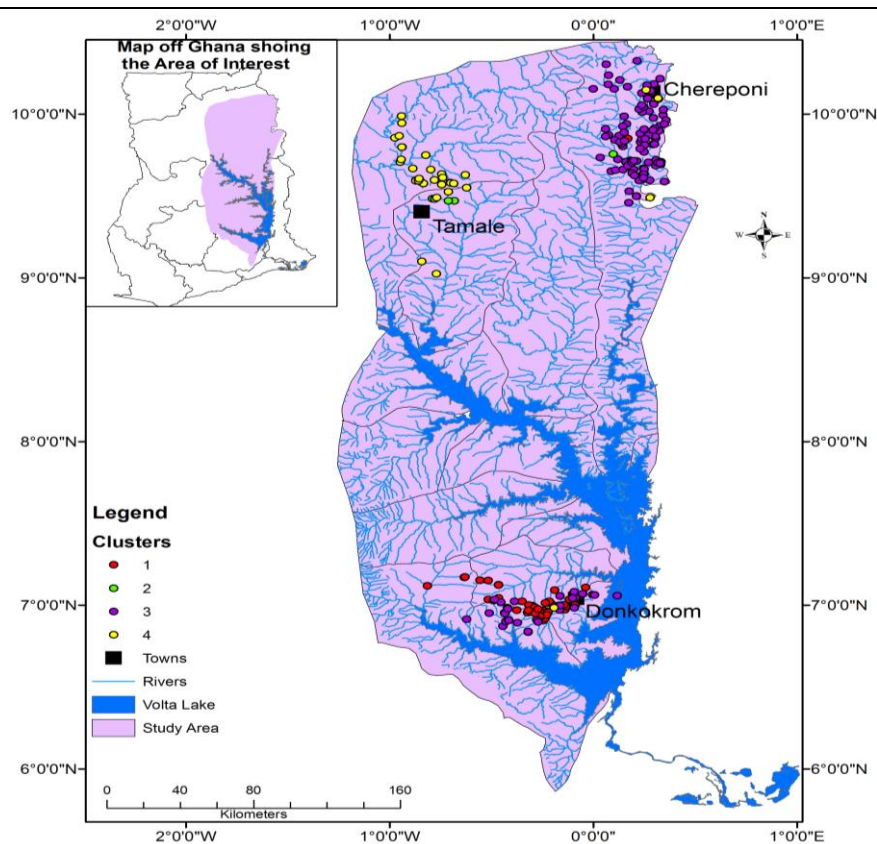 2°0'0"W 1°0'0"W 0°0'0" 1°0'0"E
Map off Ghana shoing
the Area of Interest
10°0'0"N 10°0'0"N
Chereponi
Tamale
N
W E
S
9°0'0"N 9°0'0"N
8°0'0"N 8°0'0"N
Legend
Clusters
1
2
3
4
Towns
Rivers
Volta Lake
Study Area
7°0'0"N 7°0'0"N
Donkokrom
6°0'0"N 6°0'0"N
0 40 80 160
Kilometers
2°0'0"W 1°0'0"W 0°0'0" 1°0'0"E